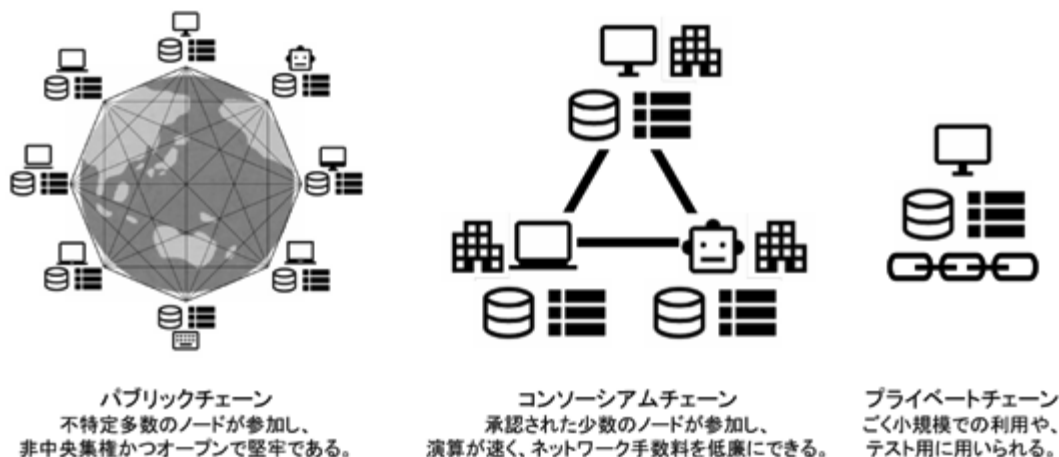 パブリックチェーン
不特定多数のノードが参加し、
非中央集権かつオープンで堅牢である。
コンソーシアムチェーン
承認された少数のノードが参加し、
演算が速く、ネットワーク手数料を低廉にできる。
プライベートチェーン
ごく小規模での利用や、
テスト用に用いられる。